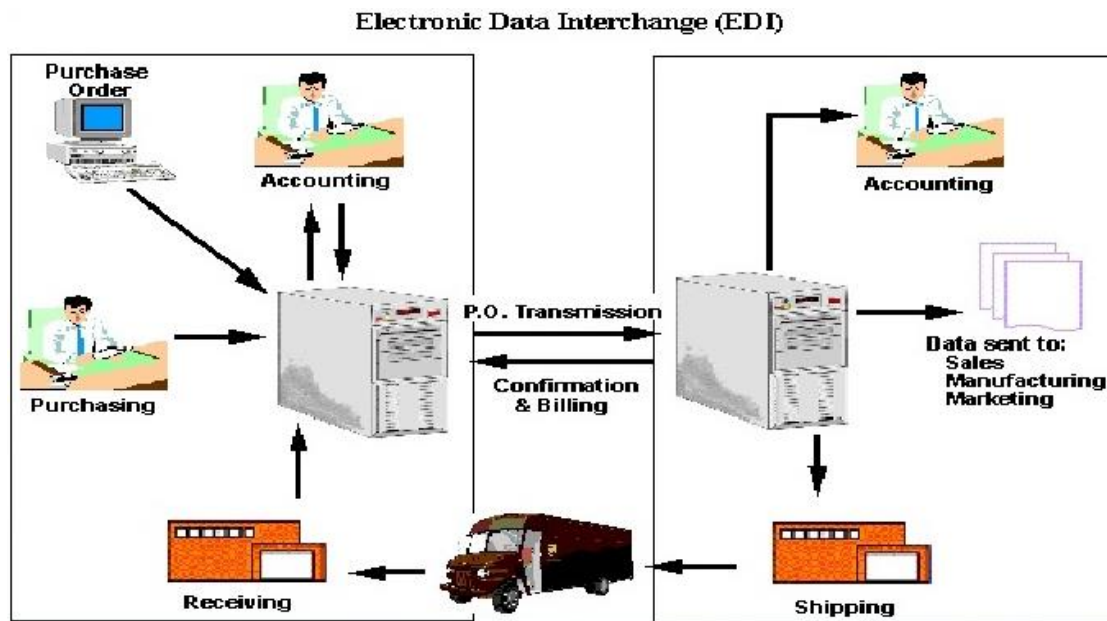 Electronic Data Interchange (EDI)
Purchase
Order
Accounting
Purchasing
Receiving
P.O. Transmission
Confirmation
& Billing
Accounting
Data sent to:
Sales
Manufacturing
Marketing
Shipping